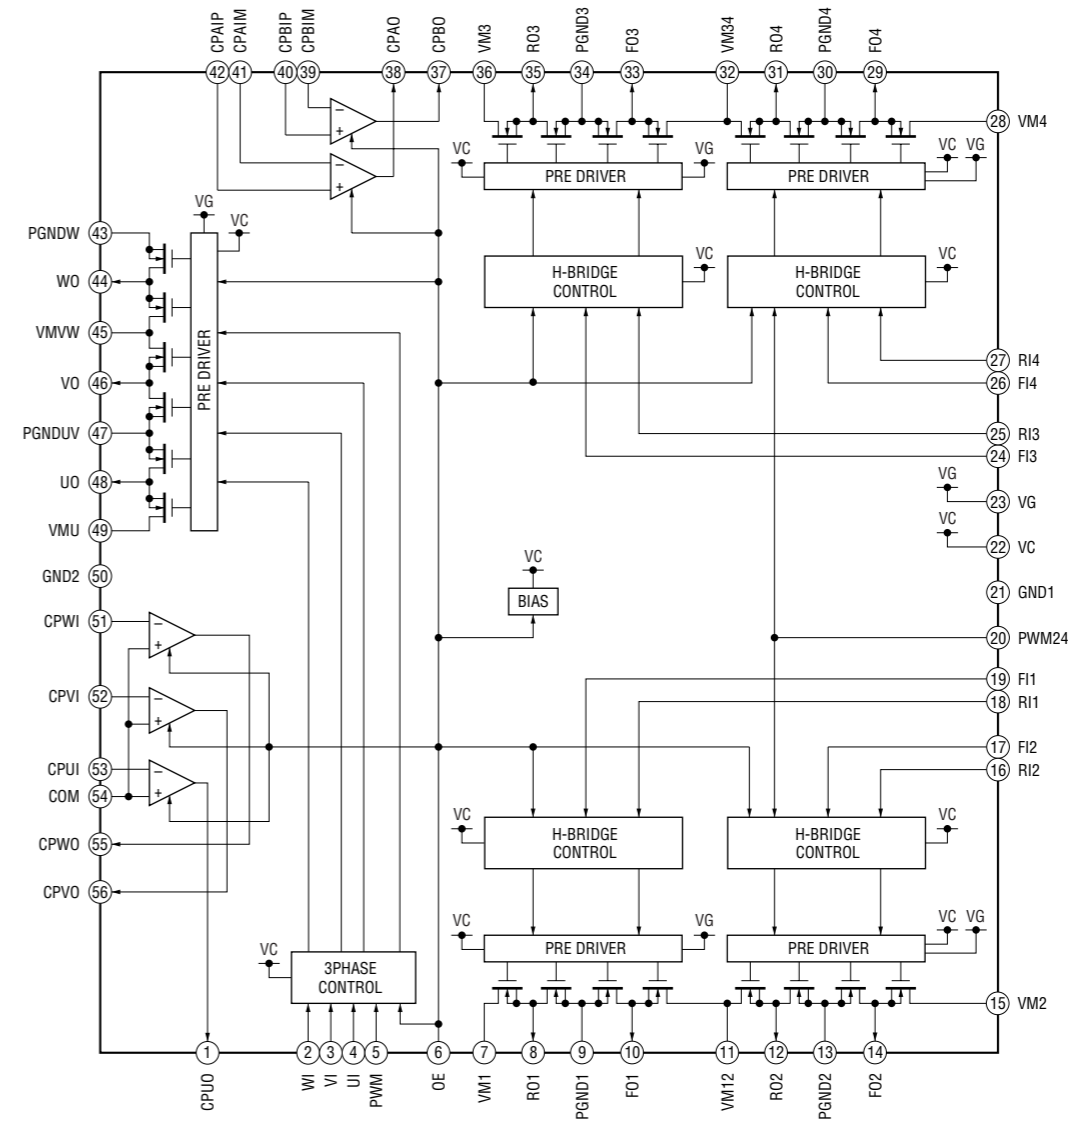 CPAIP
CPAIM
CPBIP
CPBIM
CPAO
CPBO
VM3
RO3
PGND3
FO3
VM34
RO4
PGND4
FO4
42
41
40
39
38
37
36
35
34
33
32
31
30
29
28 VM4
−
+
−
+
VC
PRE DRIVER
VG
PRE DRIVER
VC
VG
VG
VC
PGNDW 43
WO 44
VMVW 45
VO 46
PGNDUV 47
UO 48
VMU 49
GND2 50
PRE DRIVER
H-BRIDGE
CONTROL
VC
H-BRIDGE
CONTROL
VC
27 RI4
26 FI4
25 RI3
24 FI3
VG
23 VG
VC
22 VC
21 GND1
20 PWM24
19 FI1
18 RI1
17 FI2
16 RI2
VC
BIAS
CPWI 51
−
+
CPVI 52
−
+
CPUI 53
COM 54
−
+
CPWO 55
CPVO 56
VC
H-BRIDGE
CONTROL
H-BRIDGE
CONTROL
VC
VC
PRE DRIVER
VG
PRE DRIVER
VC
VG
VC
3PHASE
CONTROL
15 VM2
1
2
3
4
5
6
7
8
9
10
11
12
13
14
CPUO
WI
VI
UI
PWM
OE
VM1
RO1
PGND1
FO1
VM12
RO2
PGND2
FO2